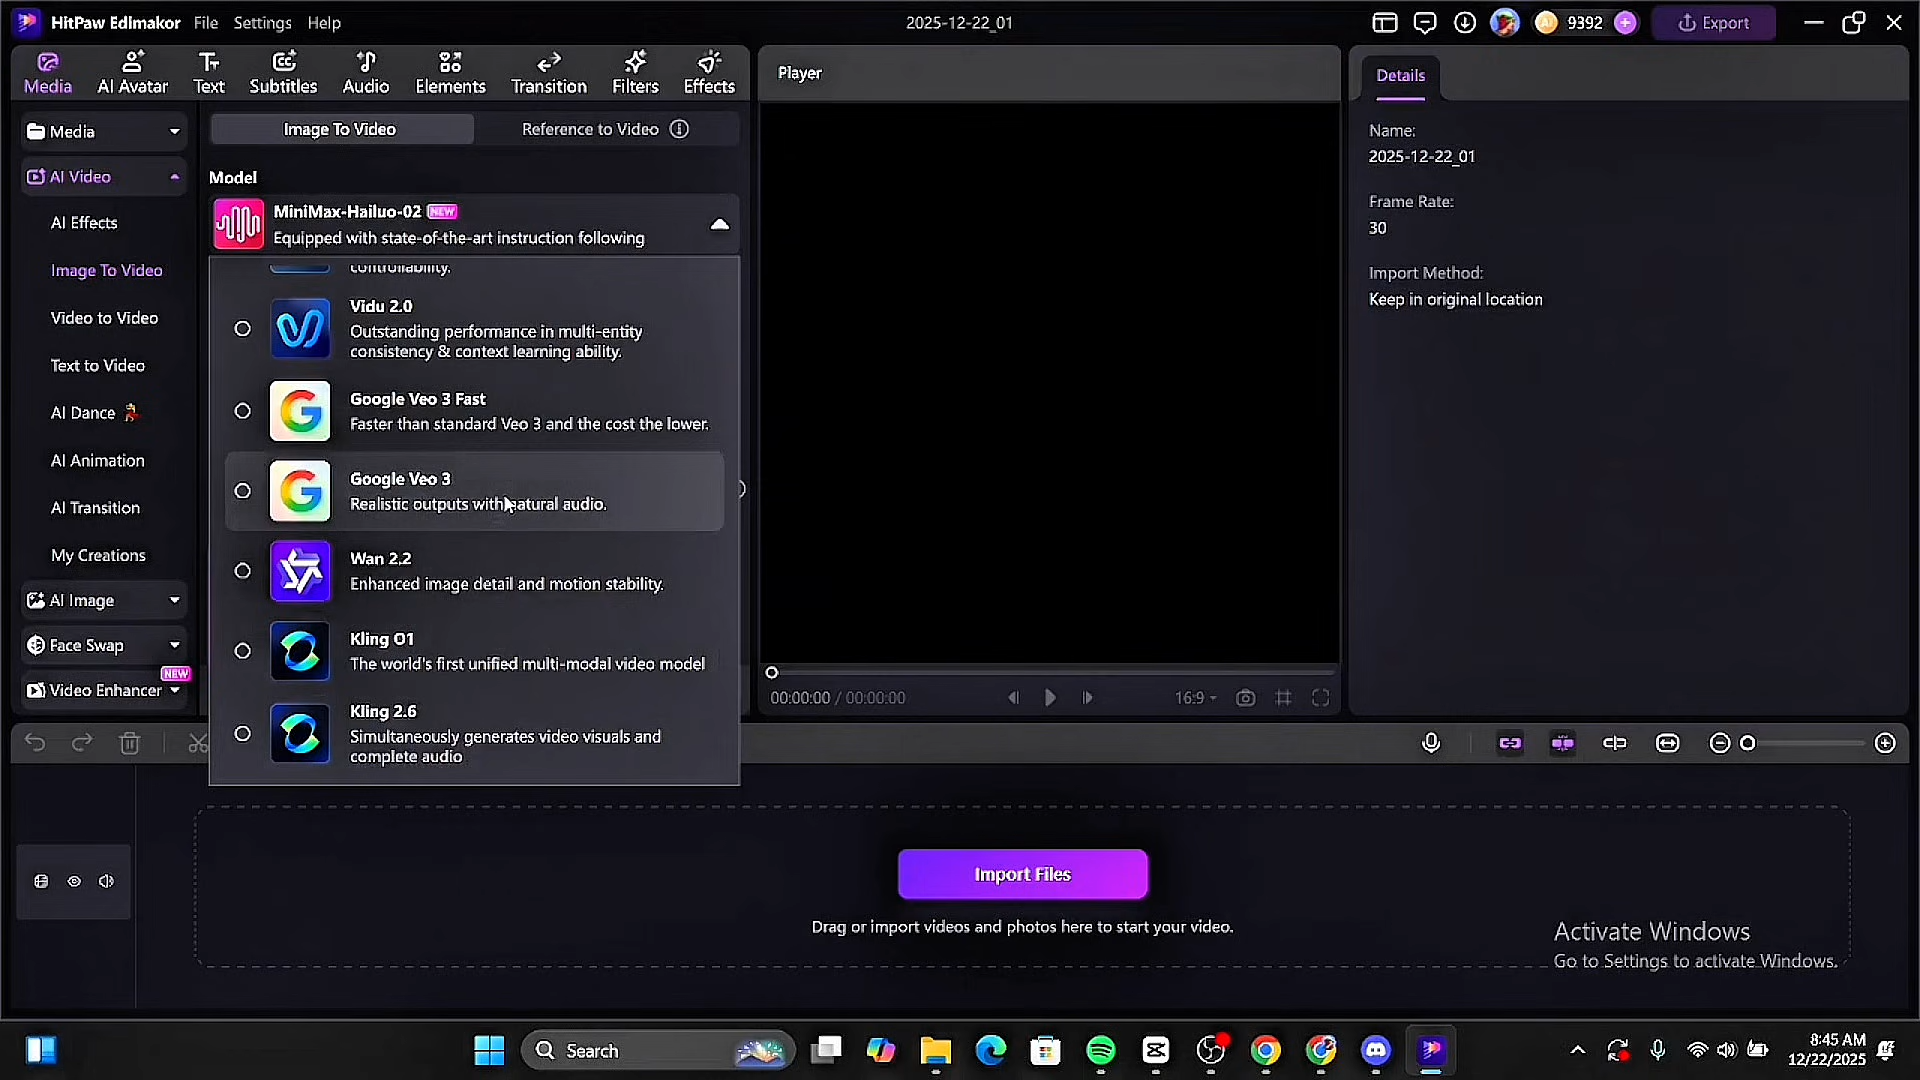 HitPaw Edimakor File Settings Help
2025-12-22_01
9392
Export
Media
AI Avatar
Text
Subtitles
Audio
Elements
Transition
Filters
Effects
Media
AI Video
AI Effects
Image To Video
Video to Video
Text to Video
AI Dance
AI Animation
AI Transition
My Creations
AI Image
Face Swap
NEW
Video Enhancer
Image To Video
Reference to Video
Model
MiniMax-Hailuo-02 NEW
Equipped with state-of-the-art instruction following
controllability.
Vidu 2.0
Outstanding performance in multi-entity
consistency & context learning ability.
Google Veo 3 Fast
Faster than standard Veo 3 and the cost the lower.
Google Veo 3
Realistic outputs with natural audio.
Wan 2.2
Enhanced image detail and motion stability.
Kling O1
The world's first unified multi-modal video model
Kling 2.6
Simultaneously generates video visuals and
complete audio
Player
00:00:00 / 00:00:00
16:9
Details
Name:
2025-12-22_01
Frame Rate:
30
Import Method:
Keep in original location
Import Files
Drag or import videos and photos here to start your video.
Activate Windows
Go to Settings to activate Windows.
Search
8:45 AM
12/22/2025